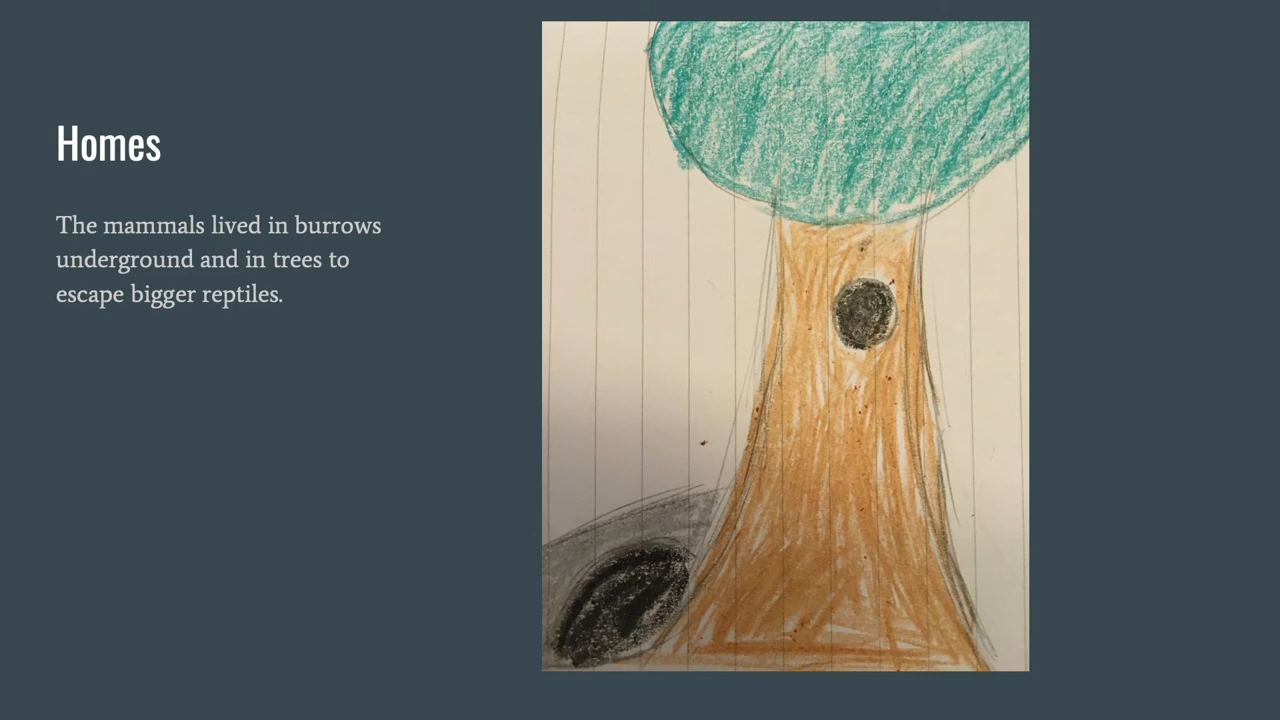 Homes
The mammals lived in burrows
underground and in trees to
escape bigger reptiles.